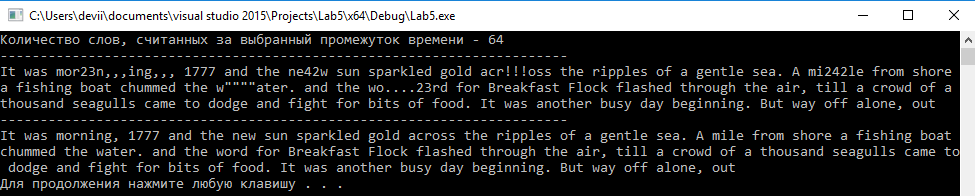 C:\Users\devii\documents\visual studio 2015\Projects\Lab5\x64\Debug\Lab5.exe
Количество слов, считанных за выбранный промежуток времени - 64
-----------------------------------------------------------------------
It was mor23n,,,ing,,, 1777 and the ne42w sun sparkled gold acr!!!oss the ripples of a gentle sea. A mi242le from shore
a fishing boat chummed the w""""ater. and the wo....23rd for Breakfast Flock flashed through the air, till a crowd of a
thousand seagulls came to dodge and fight for bits of food. It was another busy day beginning. But way off alone, out
-----------------------------------------------------------------------
It was morning, 1777 and the new sun sparkled gold across the ripples of a gentle sea. A mile from shore a fishing boat
chummed the water. and the word for Breakfast Flock flashed through the air, till a crowd of a thousand seagulls came to
 dodge and fight for bits of food. It was another busy day beginning. But way off alone, out
Для продолжения нажмите любую клавишу . . .